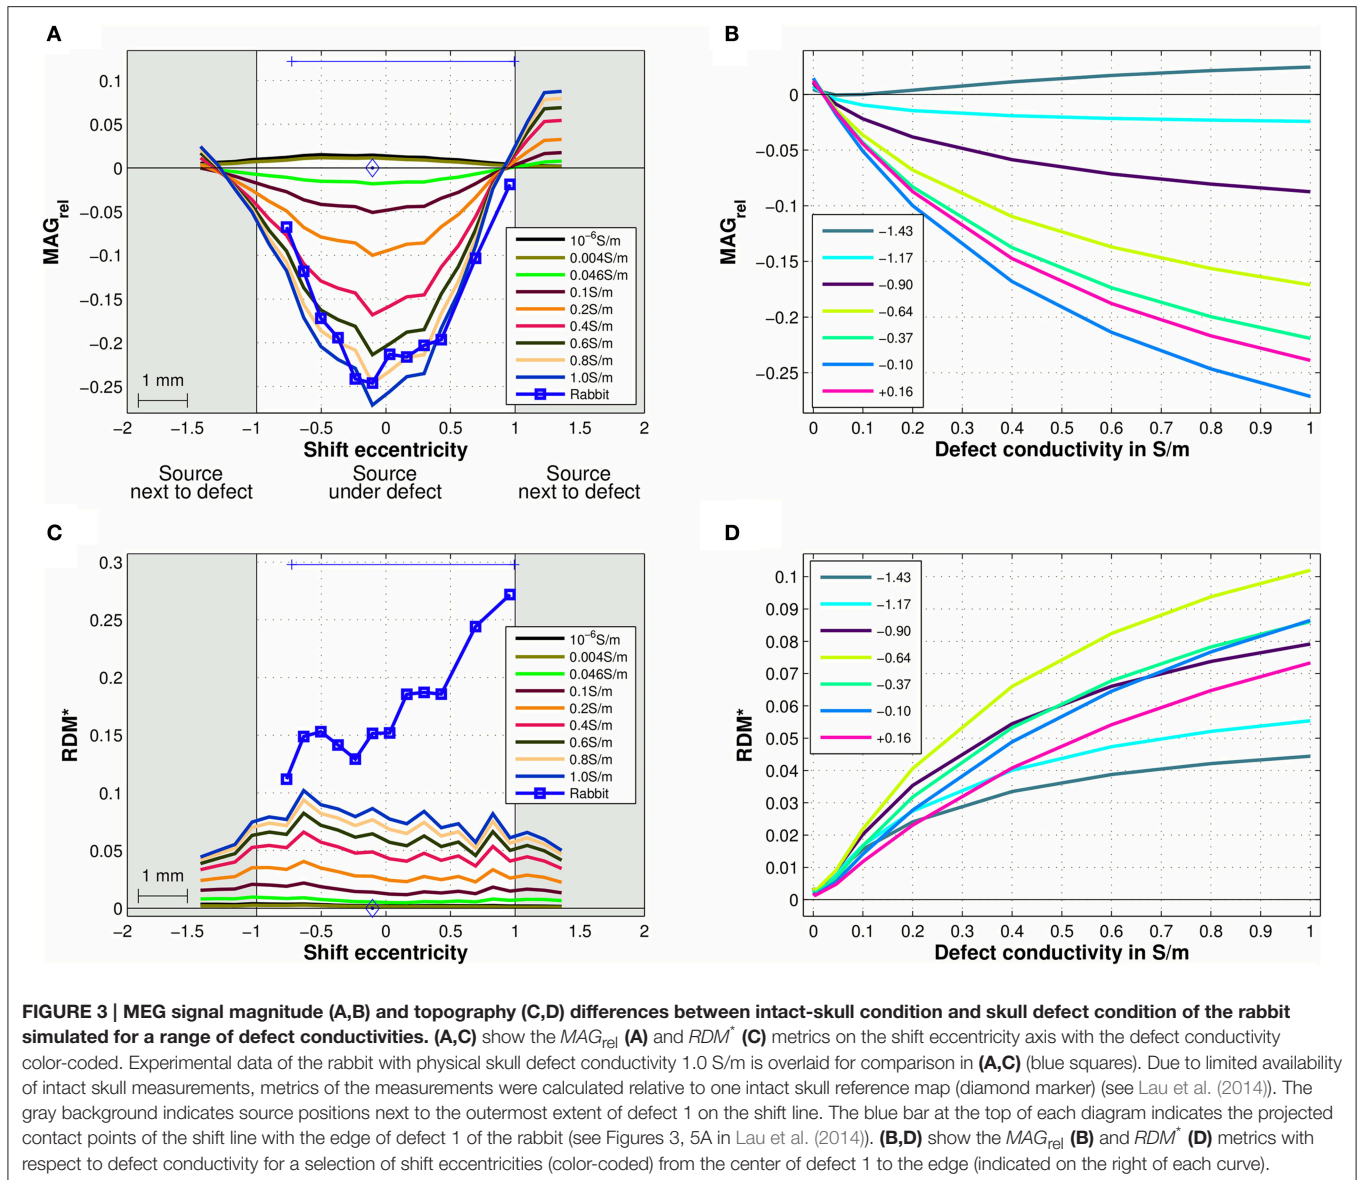 A
0.1
0.05
0
−0.05
−0.1
−0.15
−0.2
−0.25
MAGrel
1 mm
10−6S/m
0.004S/m
0.046S/m
0.1S/m
0.2S/m
0.4S/m
0.6S/m
0.8S/m
1.0S/m
Rabbit
−2 −1.5 −1 −0.5 0 0.5 1 1.5 2
Shift eccentricity
Source next to defect
Source under defect
Source next to defect
B
0
−0.05
−0.1
−0.15
−0.2
−0.25
MAGrel
−1.43
−1.17
−0.90
−0.64
−0.37
−0.10
+0.16
0 0.1 0.2 0.3 0.4 0.5 0.6 0.7 0.8 0.9 1
Defect conductivity in S/m
C
0.3
0.25
0.2
0.15
0.1
0.05
0
RDM*
1 mm
10−6S/m
0.004S/m
0.046S/m
0.1S/m
0.2S/m
0.4S/m
0.6S/m
0.8S/m
1.0S/m
Rabbit
−2 −1.5 −1 −0.5 0 0.5 1 1.5 2
Shift eccentricity
D
0.1
0.09
0.08
0.07
0.06
0.05
0.04
0.03
0.02
0.01
0
RDM*
−1.43
−1.17
−0.90
−0.64
−0.37
−0.10
+0.16
0 0.1 0.2 0.3 0.4 0.5 0.6 0.7 0.8 0.9 1
Defect conductivity in S/m
FIGURE 3 | MEG signal magnitude (A,B) and topography (C,D) differences between intact-skull condition and skull defect condition of the rabbit
simulated for a range of defect conductivities. (A,C) show the MAGrel (A) and RDM* (C) metrics on the shift eccentricity axis with the defect conductivity
color-coded. Experimental data of the rabbit with physical skull defect conductivity 1.0 S/m is overlaid for comparison in (A,C) (blue squares). Due to limited availability
of intact skull measurements, metrics of the measurements were calculated relative to one intact skull reference map (diamond marker) (see Lau et al. (2014)). The
gray background indicates source positions next to the outermost extent of defect 1 on the shift line. The blue bar at the top of each diagram indicates the projected
contact points of the shift line with the edge of defect 1 of the rabbit (see Figures 3, 5A in Lau et al. (2014)). (B,D) show the MAGrel (B) and RDM* (D) metrics with
respect to defect conductivity for a selection of shift eccentricities (color-coded) from the center of defect 1 to the edge (indicated on the right of each curve).